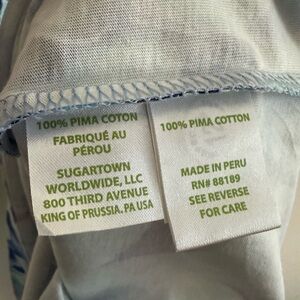 100% PIMA COTTON
FABRIQUÉ AU
PÉROU
SUGARTOWN
WORLDWIDE, LLC
800 THIRD AVENUE
KING OF PRUSSIA. PA USA
100% PIMA COTTON
MADE IN PERU
RN# 88189
SEE REVERSE
FOR CARE